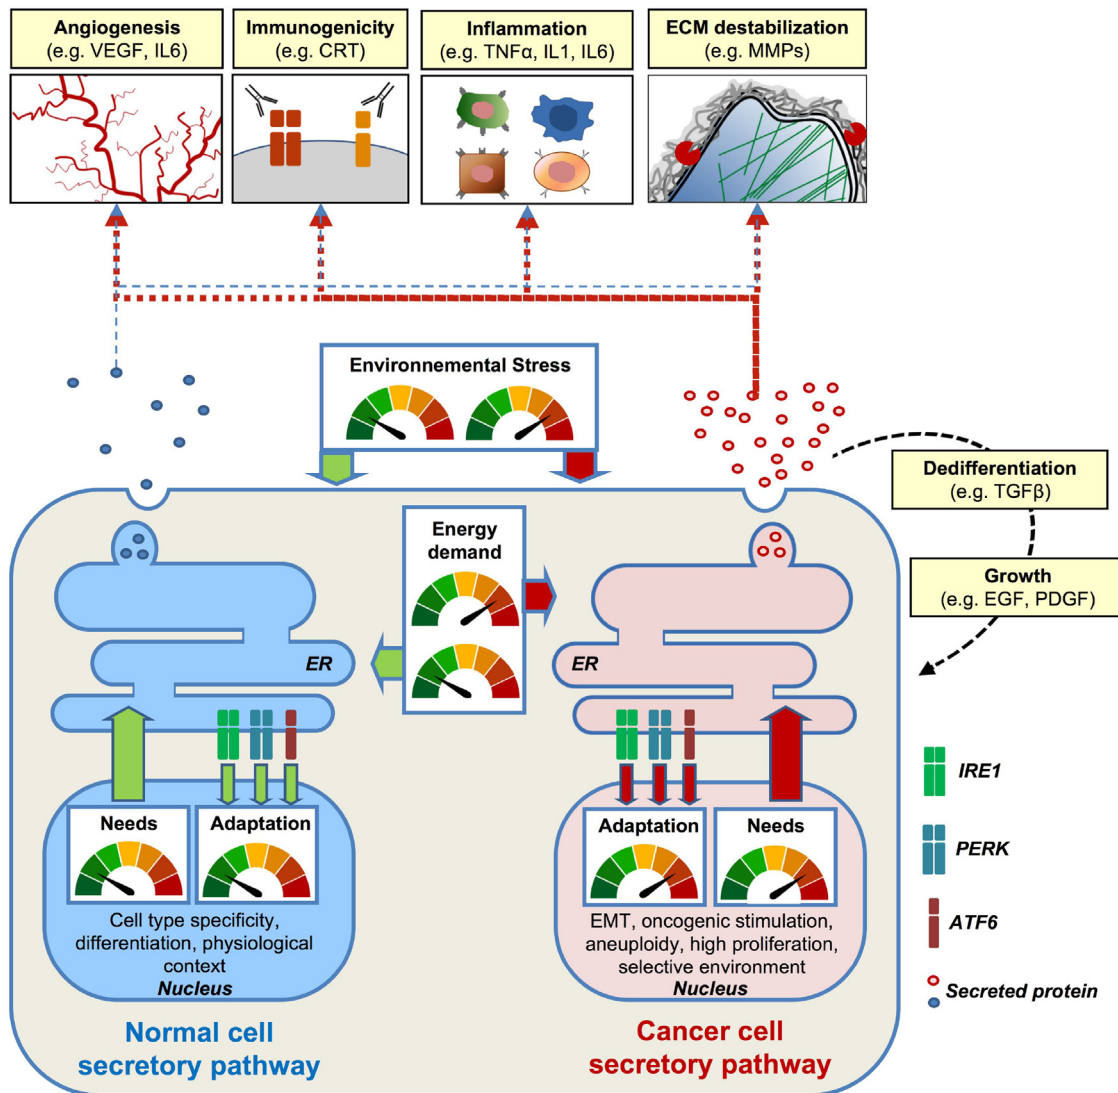 Angiogenesis
(e.g. VEGF, IL6)
Immunogenicity
(e.g. CRT)
Inflammation
(e.g. TNFα, IL1, IL6)
ECM destabilization
(e.g. MMPs)
Environnemental Stress
Dedifferentiation
(e.g. TGFβ)
Growth
(e.g. EGF, PDGF)
Energy
demand
ER
ER
Needs
Adaptation
Cell type specificity,
differentiation, physiological
context
Nucleus
Adaptation
Needs
EMT, oncogenic stimulation,
aneuploidy, high proliferation,
selective environment
Nucleus
IRE1
PERK
ATF6
Secreted protein
Normal cell
secretory pathway
Cancer cell
secretory pathway